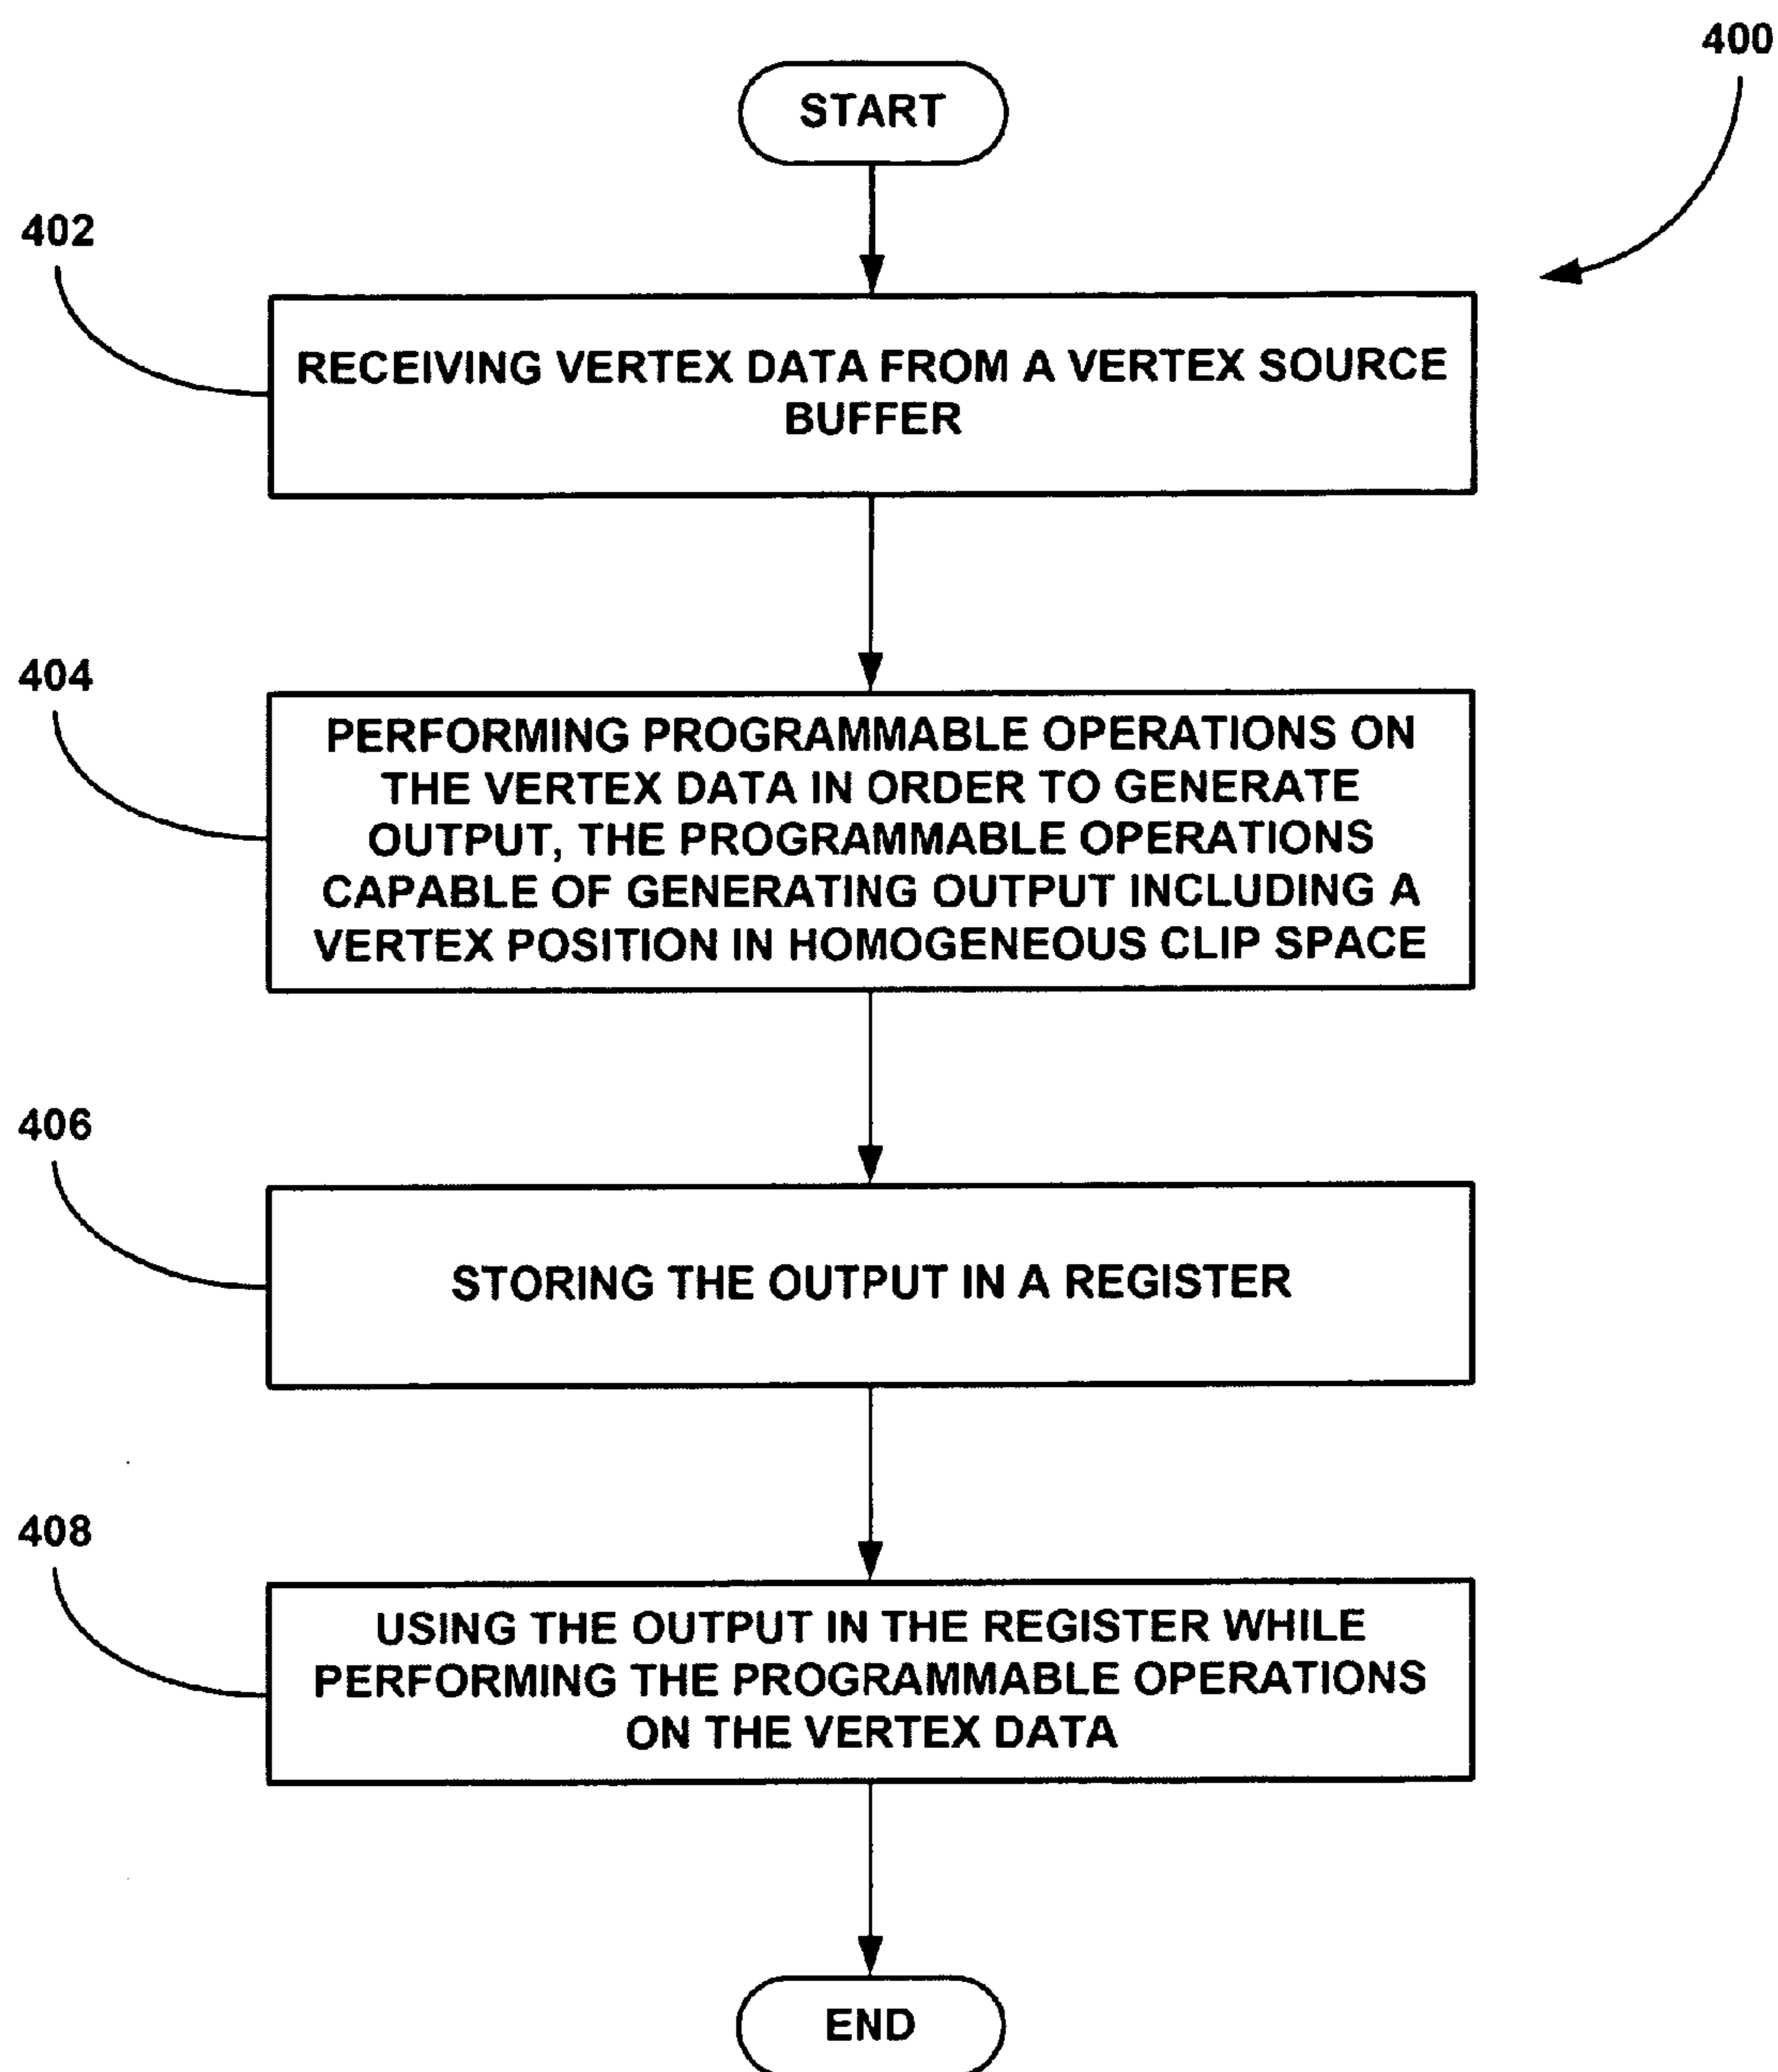 400
START
402
RECEIVING VERTEX DATA FROM A VERTEX SOURCE
BUFFER
404
PERFORMING PROGRAMMABLE OPERATIONS ON
THE VERTEX DATA IN ORDER TO GENERATE
OUTPUT, THE PROGRAMMABLE OPERATIONS
CAPABLE OF GENERATING OUTPUT INCLUDING A
VERTEX POSITION IN HOMOGENEOUS CLIP SPACE
406
STORING THE OUTPUT IN A REGISTER
408
USING THE OUTPUT IN THE REGISTER WHILE
PERFORMING THE PROGRAMMABLE OPERATIONS
ON THE VERTEX DATA
END